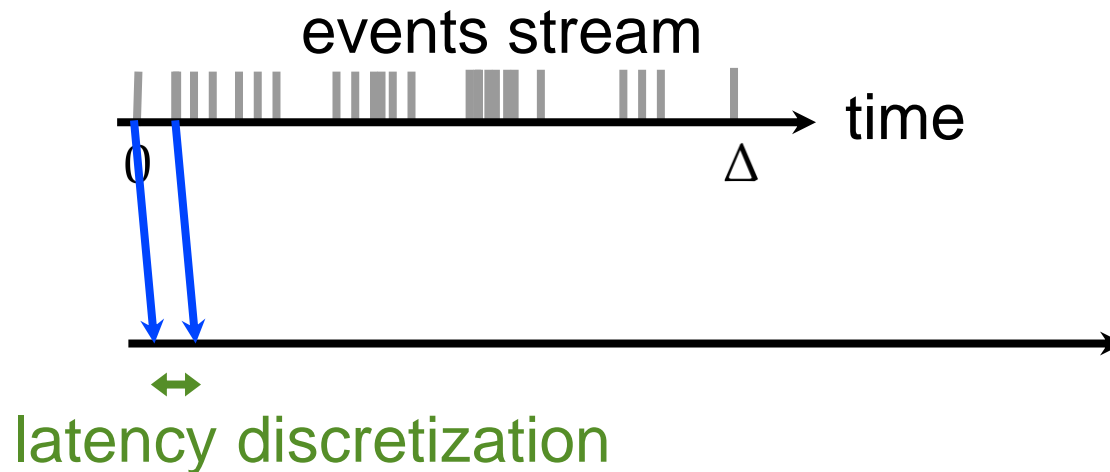 events stream
time
0
Δ
latency discretization